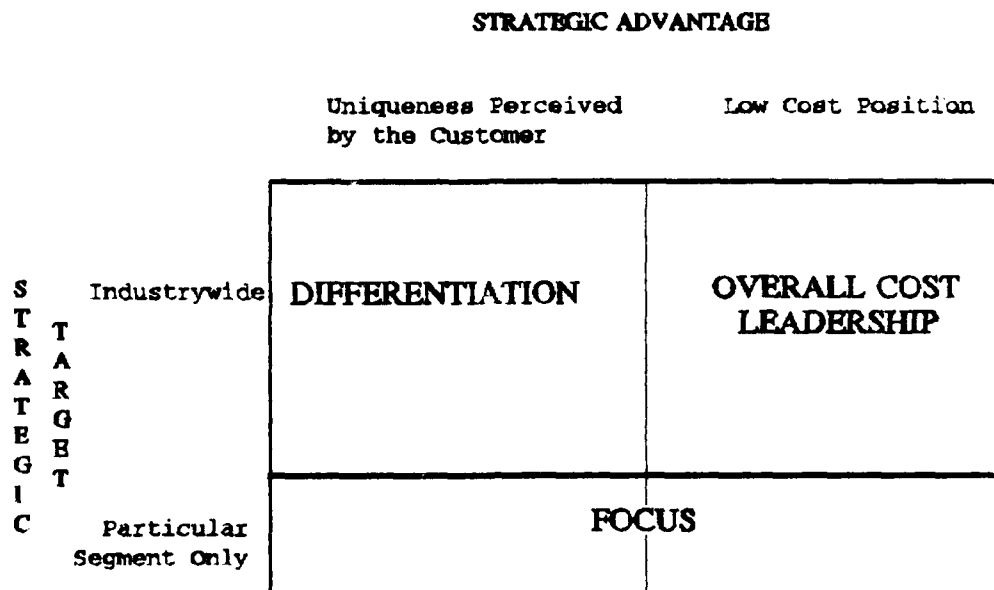 STRATEGIC ADVANTAGE
Uniqueness Perceived
by the Customer
Low Cost Position
STRATEGIC
TARGET
Industrywide
DIFFERENTIATION
OVERALL COST
LEADERSHIP
Particular
Segment Only
FOCUS